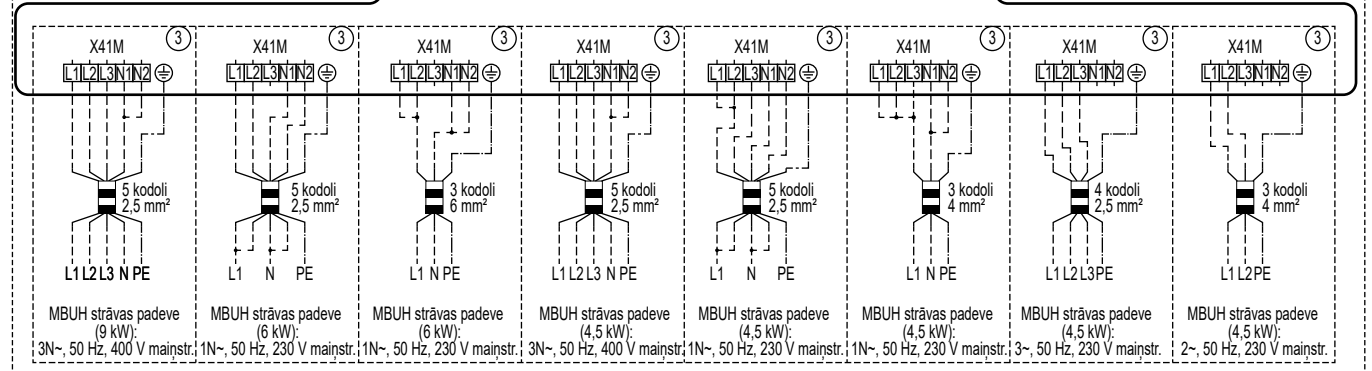 X41M 3
L1 L2 L3 N1 N2
5 kodoli
2,5 mm²
L1 L2 L3 N PE
MBUH strāvas padeve
(9 kW):
3N~, 50 Hz, 400 V maiņstr.
X41M 3
L1 L2 L3 N1 N2
5 kodoli
2,5 mm²
L1 N PE
MBUH strāvas padeve
(6 kW):
1N~, 50 Hz, 230 V maiņstr.
X41M 3
L1 L2 L3 N1 N2
3 kodoli
6 mm²
L1 N PE
MBUH strāvas padeve
(6 kW):
1N~, 50 Hz, 230 V maiņstr.
X41M 3
L1 L2 L3 N1 N2
5 kodoli
2,5 mm²
L1 L2 L3 N PE
MBUH strāvas padeve
(4,5 kW):
3N~, 50 Hz, 400 V maiņstr.
X41M 3
L1 L2 L3 N1 N2
5 kodoli
2,5 mm²
L1 N PE
MBUH strāvas padeve
(4,5 kW):
1N~, 50 Hz, 230 V maiņstr.
X41M 3
L1 L2 L3 N1 N2
3 kodoli
4 mm²
L1 N PE
MBUH strāvas padeve
(4,5 kW):
1N~, 50 Hz, 230 V maiņstr.
X41M 3
L1 L2 L3 N1 N2
4 kodoli
2,5 mm²
L1 L2 L3 PE
MBUH strāvas padeve
(4,5 kW):
3~, 50 Hz, 230 V maiņstr.
X41M 3
L1 L2 L3 N1 N2
3 kodoli
4 mm²
L1 L2 PE
MBUH strāvas padeve
(4,5 kW):
2~, 50 Hz, 230 V maiņstr.